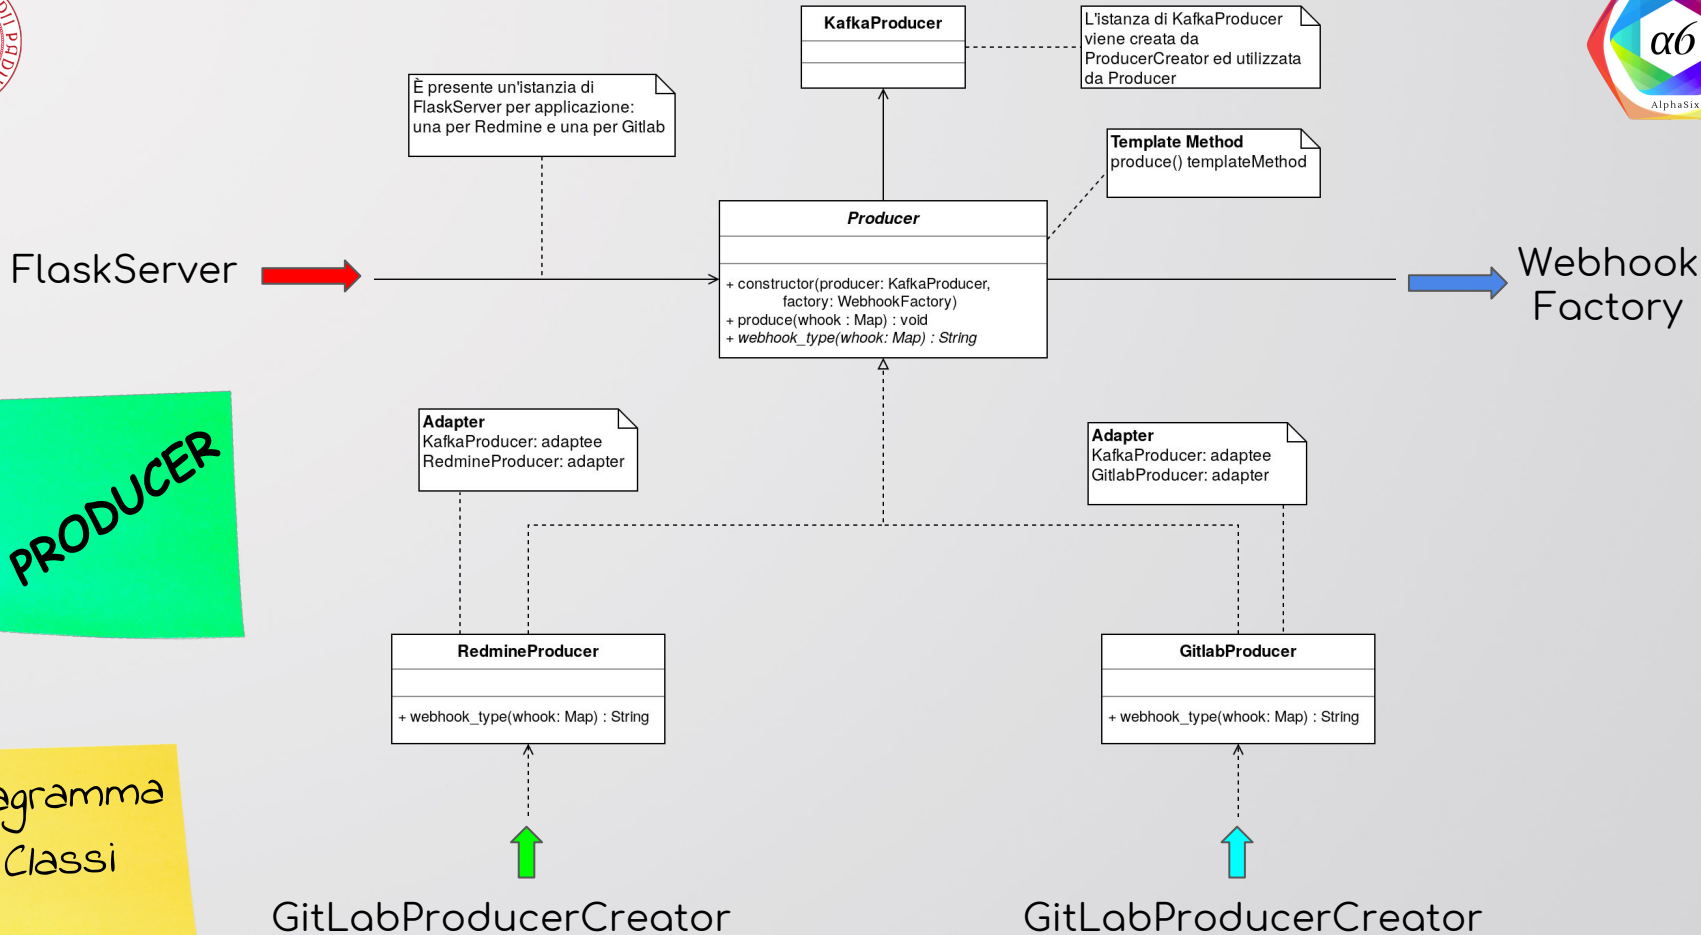 KafkaProducer
L'istanza di KafkaProducer
viene creata da
ProducerCreator ed utilizzata
da Producer
α6
AlphaSix
È presente un'istanzia di
FlaskServer per applicazione:
una per Redmine e una per Gitlab
Template Method
produce() templateMethod
Producer
+ constructor(producer: KafkaProducer,
factory: WebhookFactory)
+ produce(whook : Map) : void
+ webhook_type(whook: Map) : String
FlaskServer
Webhook
Factory
PRODUCER
Adapter
KafkaProducer: adaptee
RedmineProducer: adapter
Adapter
KafkaProducer: adaptee
GitlabProducer: adapter
RedmineProducer
+ webhook_type(whook: Map) : String
GitlabProducer
+ webhook_type(whook: Map) : String
agramma
Classi
GitLabProducerCreator
GitLabProducerCreator